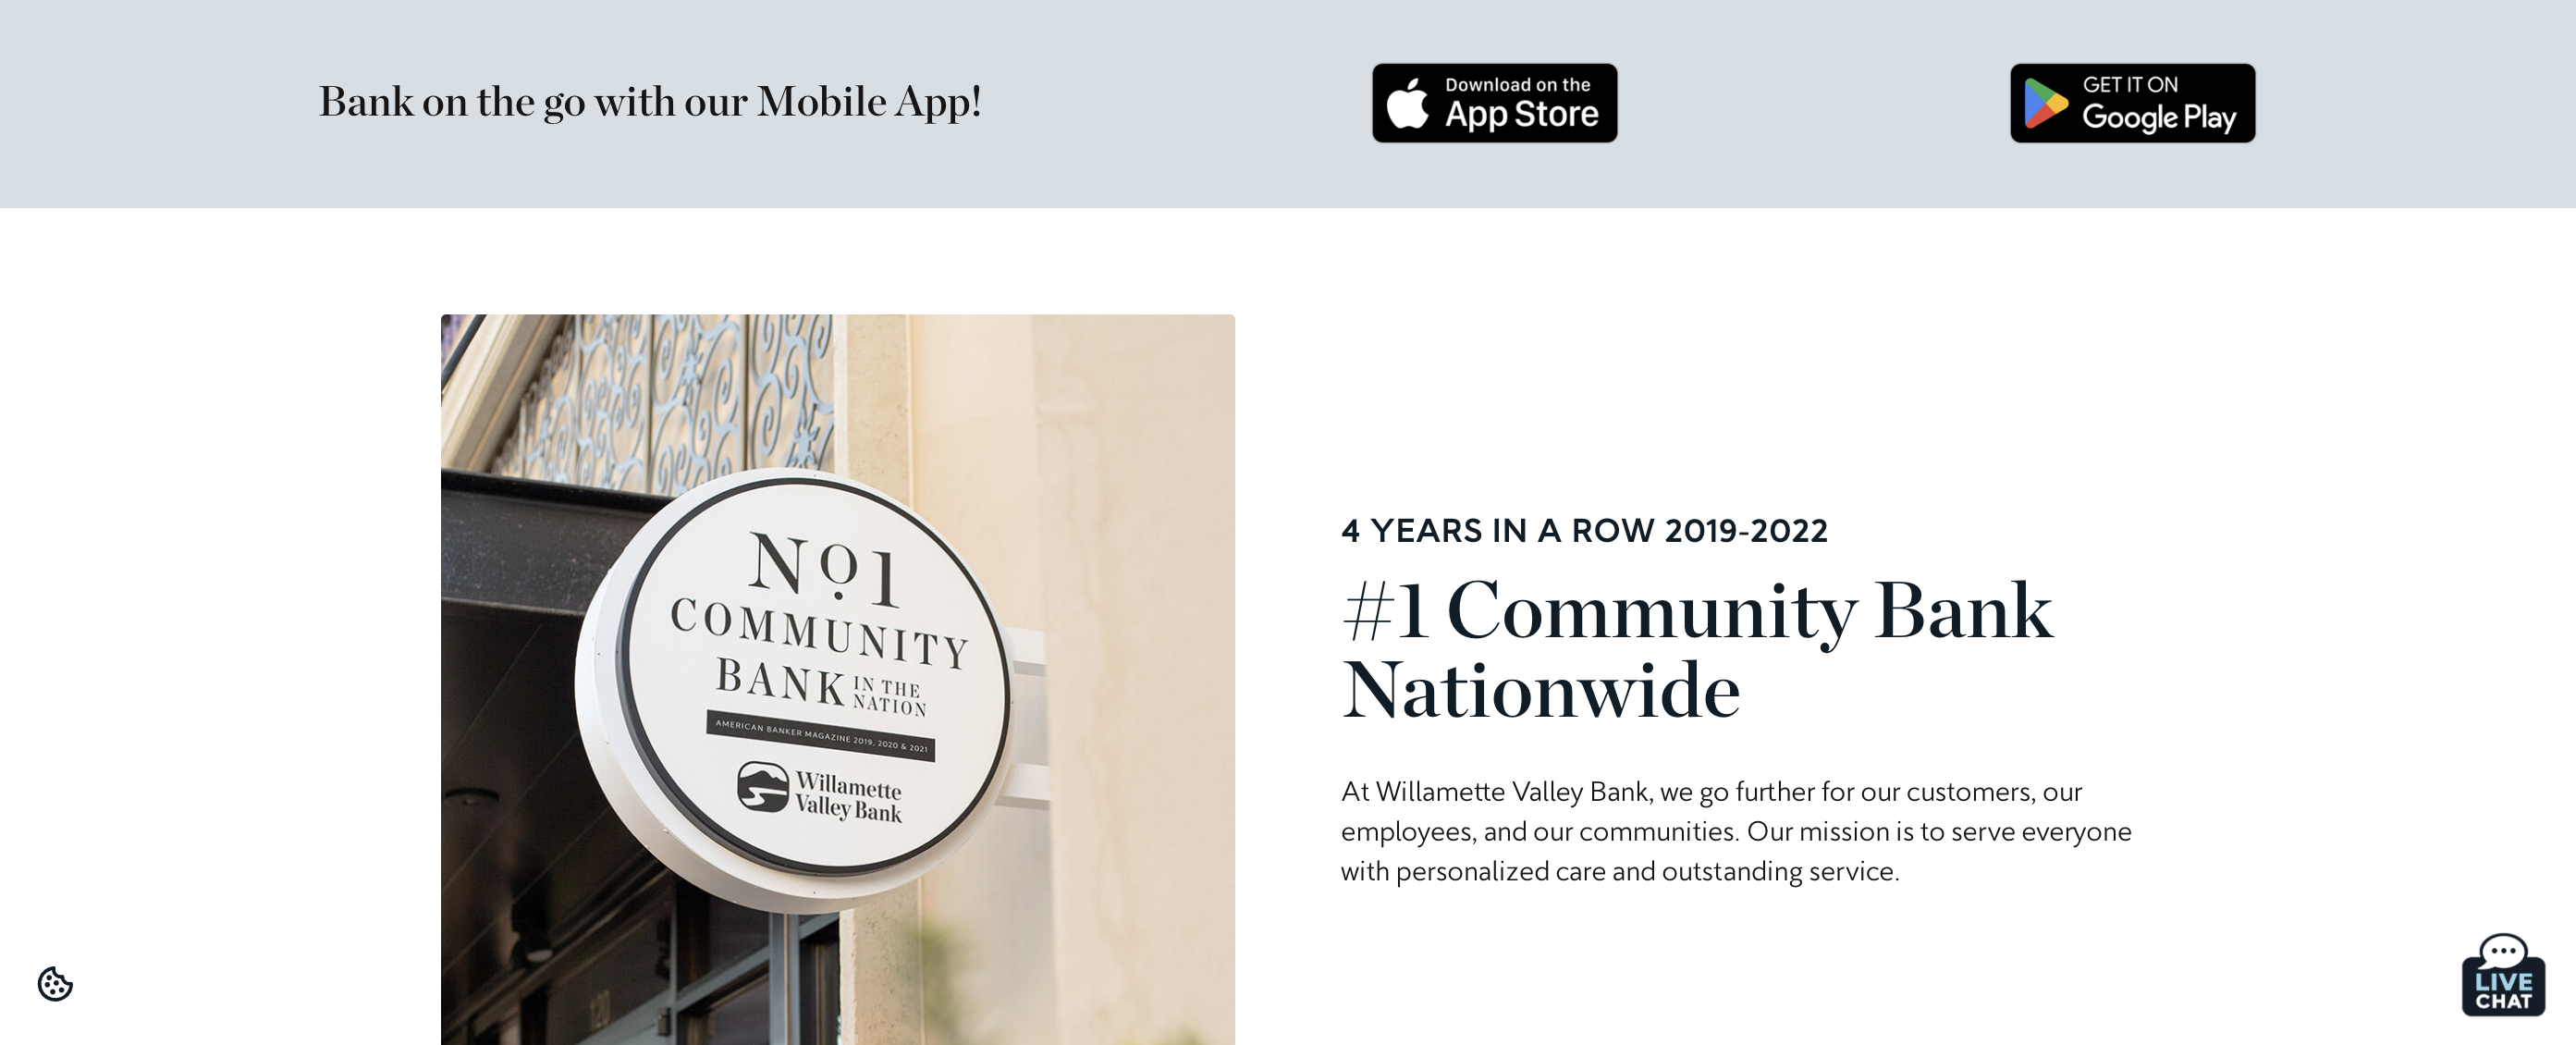 Bank on the go with our Mobile App!
Download on the
App Store
GET IT ON
Google Play
No1
COMMUNITY
BANK IN THE
NATION
AMERICAN BANKER MAGAZINE 2019, 2020 & 2021
Willamette
Valley Bank
4 YEARS IN A ROW 2019-2022
#1 Community Bank
Nationwide
At Willamette Valley Bank, we go further for our customers, our
employees, and our communities. Our mission is to serve everyone
with personalized care and outstanding service.
120
LIVE
CHAT